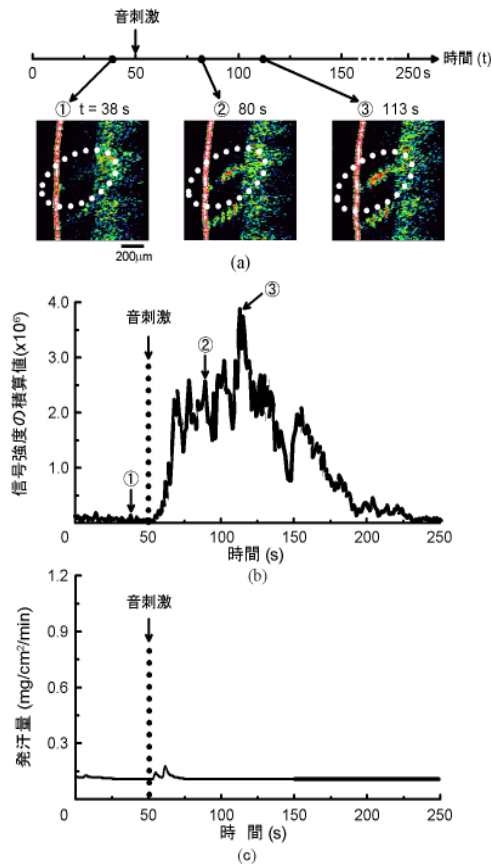 音刺激
0 50 100 150 250 s 時間 (t)
① t = 38 s ② 80 s ③ 113 s
200μm
(a)
信号強度の積算値(x10⁶)
4.0
3.0
2.0
1.0
0
音刺激
①
②
③
0 50 100 150 200 250
時間 (s)
(b)
発汗量 (mg/cm²/min)
1.2
0.9
0.6
0.3
0
音刺激
0 50 100 150 200 250
時 間 (s)
(c)